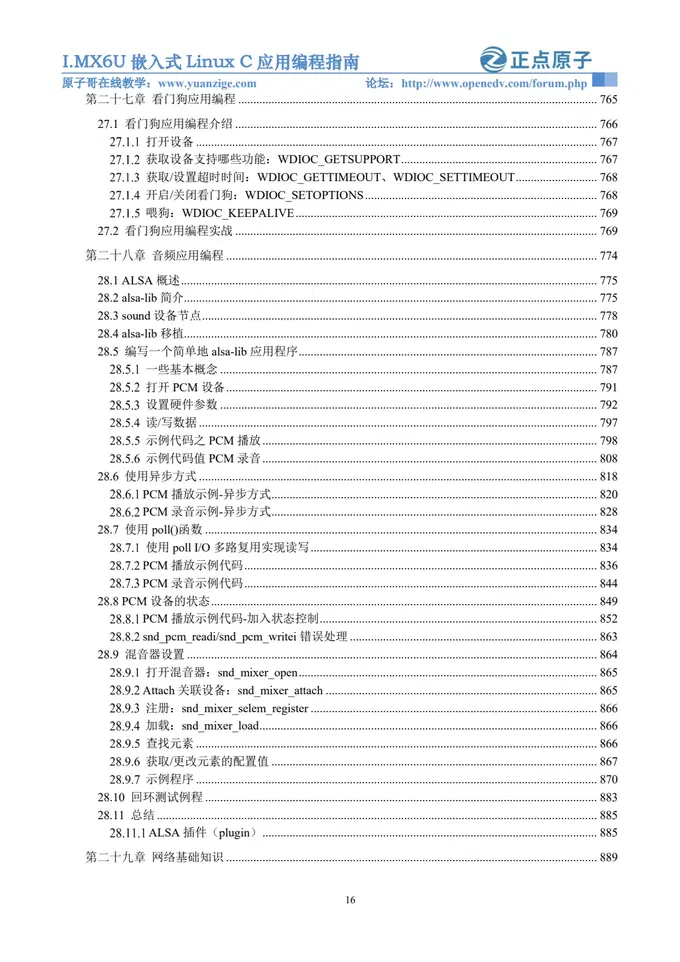 I.MX6U 嵌入式 Linux C 应用编程指南
正点原子
原子哥在线教学：www.yuanzige.com 论坛：http://www.openedv.com/forum.php
第二十七章 看门狗应用编程 765
27.1 看门狗应用编程介绍 766
27.1.1 打开设备 767
27.1.2 获取设备支持哪些功能：WDIOC_GETSUPPORT 767
27.1.3 获取/设置超时时间：WDIOC_GETTIMEOUT、WDIOC_SETTIMEOUT 768
27.1.4 开启/关闭看门狗：WDIOC_SETOPTIONS 768
27.1.5 喂狗：WDIOC_KEEPALIVE 769
27.2 看门狗应用编程实战 769
第二十八章 音频应用编程 774
28.1 ALSA 概述 775
28.2 alsa-lib 简介 775
28.3 sound 设备节点 778
28.4 alsa-lib 移植 780
28.5 编写一个简单地 alsa-lib 应用程序 787
28.5.1 一些基本概念 787
28.5.2 打开 PCM 设备 791
28.5.3 设置硬件参数 792
28.5.4 读/写数据 797
28.5.5 示例代码之 PCM 播放 798
28.5.6 示例代码值 PCM 录音 808
28.6 使用异步方式 818
28.6.1 PCM 播放示例-异步方式 820
28.6.2 PCM 录音示例-异步方式 828
28.7 使用 poll()函数 834
28.7.1 使用 poll I/O 多路复用实现读写 834
28.7.2 PCM 播放示例代码 836
28.7.3 PCM 录音示例代码 844
28.8 PCM 设备的状态 849
28.8.1 PCM 播放示例代码-加入状态控制 852
28.8.2 snd_pcm_readi/snd_pcm_writei 错误处理 863
28.9 混音器设置 864
28.9.1 打开混音器：snd_mixer_open 865
28.9.2 Attach 关联设备：snd_mixer_attach 865
28.9.3 注册：snd_mixer_selem_register 866
28.9.4 加载：snd_mixer_load 866
28.9.5 查找元素 866
28.9.6 获取/更改元素的配置值 867
28.9.7 示例程序 870
28.10 回环测试例程 883
28.11 总结 885
28.11.1 ALSA 插件（plugin） 885
第二十九章 网络基础知识 889
16